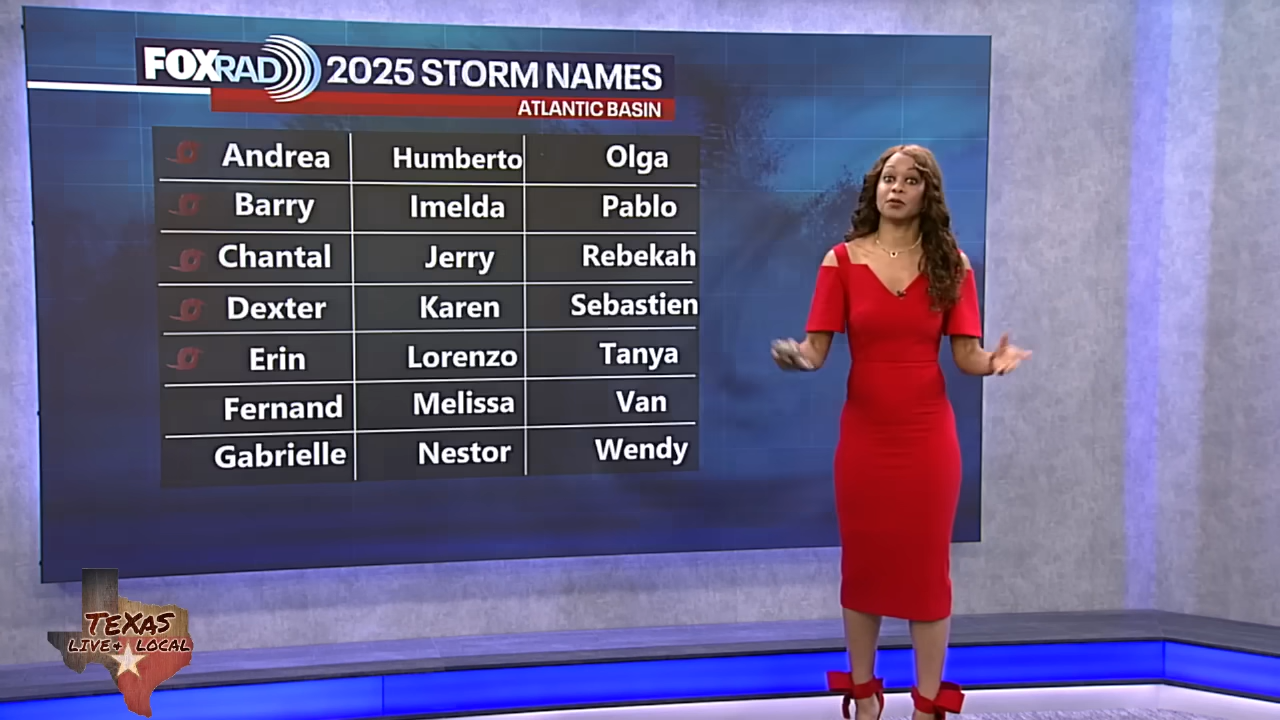 FOXRAD 2025 STORM NAMES
ATLANTIC BASIN
Andrea Humberto Olga
Barry Imelda Pablo
Chantal Jerry Rebekah
Dexter Karen Sebastien
Erin Lorenzo Tanya
Fernand Melissa Van
Gabrielle Nestor Wendy
TEXAS
LIVE & LOCAL